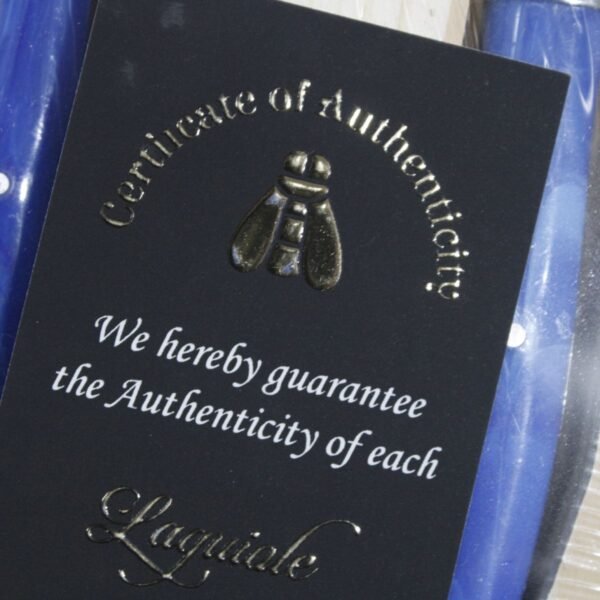 Certificate of Authenticity
We hereby guarantee
the Authenticity of each
Laguiole